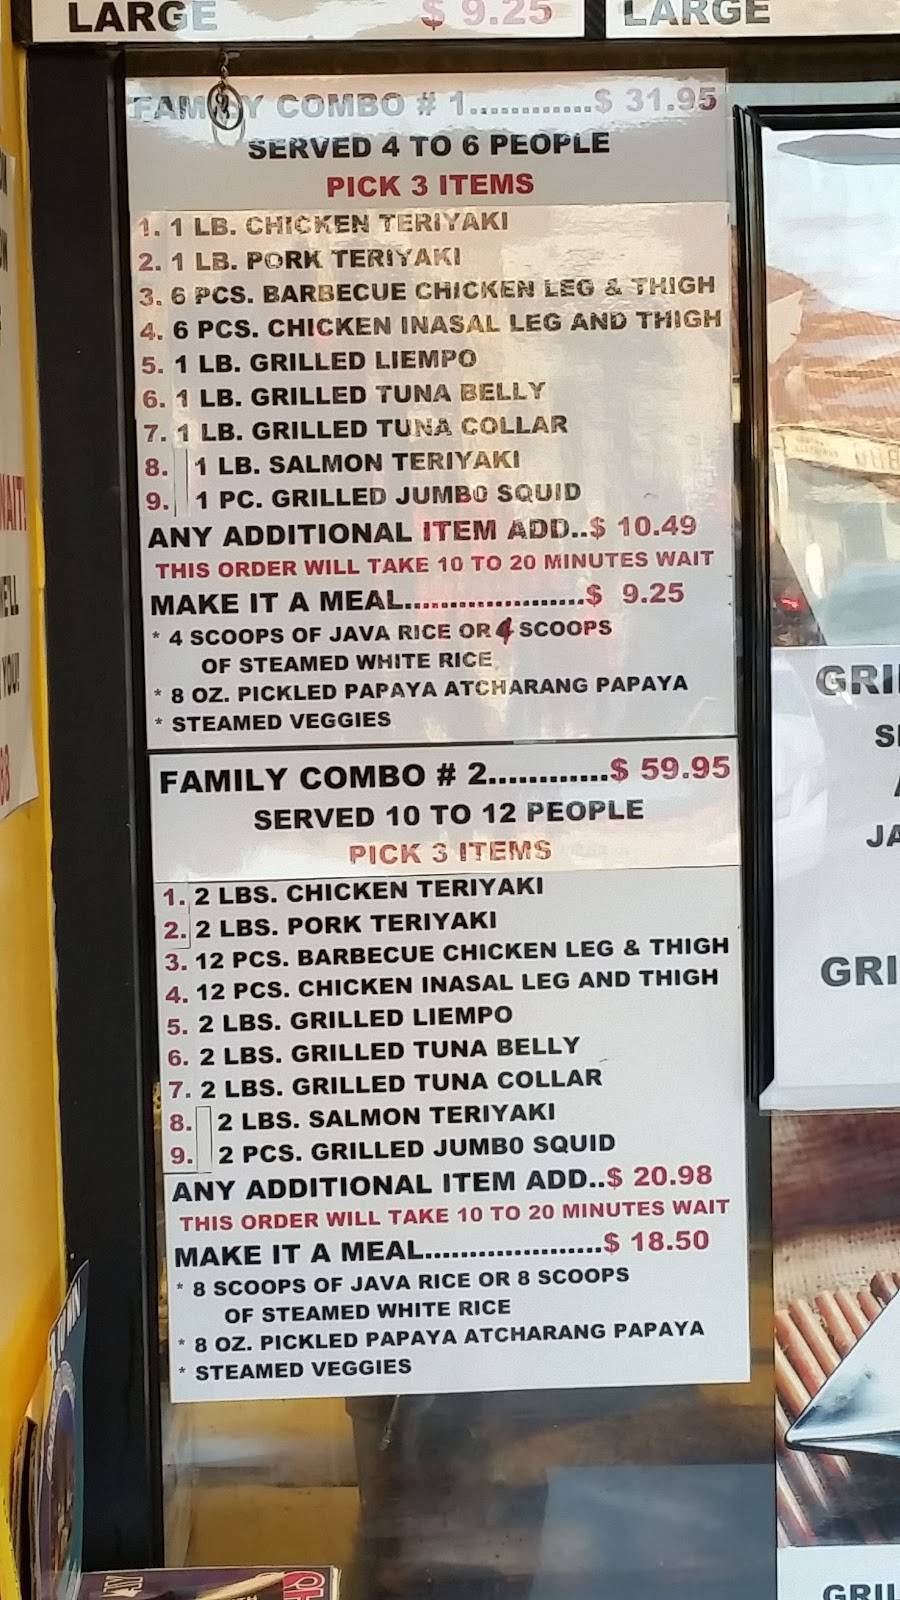 LARGE $ 9.25 LARGE
FAMILY COMBO # 1............$ 31.95
SERVED 4 TO 6 PEOPLE
PICK 3 ITEMS
1. 1 LB. CHICKEN TERIYAKI
2. 1 LB. PORK TERIYAKI
3. 6 PCS. BARBECUE CHICKEN LEG & THIGH
4. 6 PCS. CHICKEN INASAL LEG AND THIGH
5. 1 LB. GRILLED LIEMPO
6. 1 LB. GRILLED TUNA BELLY
7. 1 LB. GRILLED TUNA COLLAR
8. 1 LB. SALMON TERIYAKI
9. 1 PC. GRILLED JUMBO SQUID
ANY ADDITIONAL ITEM ADD..$ 10.49
THIS ORDER WILL TAKE 10 TO 20 MINUTES WAIT
MAKE IT A MEAL.....................$ 9.25
* 4 SCOOPS OF JAVA RICE OR 4 SCOOPS
OF STEAMED WHITE RICE
* 8 OZ. PICKLED PAPAYA ATCHARANG PAPAYA
* STEAMED VEGGIES
FAMILY COMBO # 2............$ 59.95
SERVED 10 TO 12 PEOPLE
PICK 3 ITEMS
1. 2 LBS. CHICKEN TERIYAKI
2. 2 LBS. PORK TERIYAKI
3. 12 PCS. BARBECUE CHICKEN LEG & THIGH
4. 12 PCS. CHICKEN INASAL LEG AND THIGH
5. 2 LBS. GRILLED LIEMPO
6. 2 LBS. GRILLED TUNA BELLY
7. 2 LBS. GRILLED TUNA COLLAR
8. 2 LBS. SALMON TERIYAKI
9. 2 PCS. GRILLED JUMBO SQUID
ANY ADDITIONAL ITEM ADD..$ 20.98
THIS ORDER WILL TAKE 10 TO 20 MINUTES WAIT
MAKE IT A MEAL.....................$ 18.50
* 8 SCOOPS OF JAVA RICE OR 8 SCOOPS
OF STEAMED WHITE RICE
* 8 OZ. PICKLED PAPAYA ATCHARANG PAPAYA
* STEAMED VEGGIES
GRI
JA
GRI
GRIL